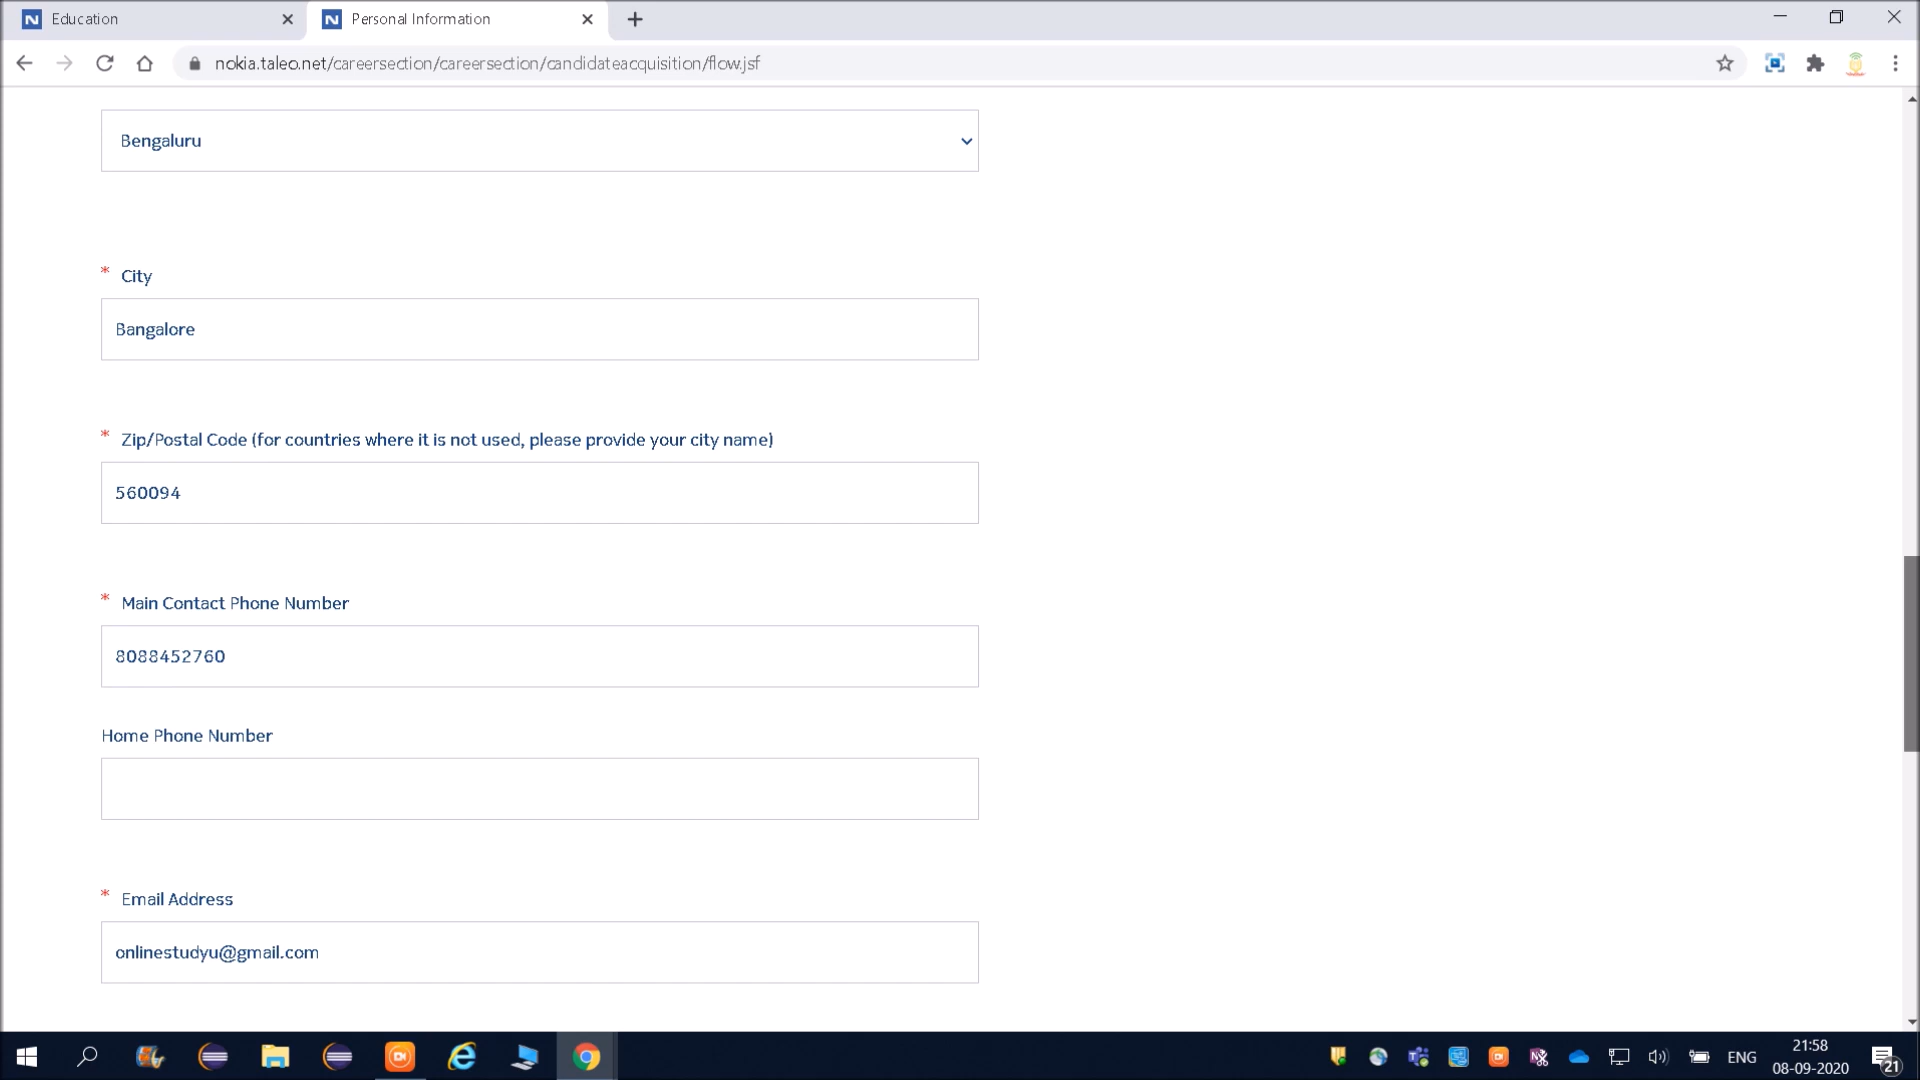 Education
Personal Information
nokia.taleo.net/careersection/careersection/candidateacquisition/flow.jsf
Bengaluru
* City
Bangalore
* Zip/Postal Code (for countries where it is not used, please provide your city name)
560094
* Main Contact Phone Number
8088452760
Home Phone Number
* Email Address
onlinestudyu@gmail.com
ENG
21:58
08-09-2020
21